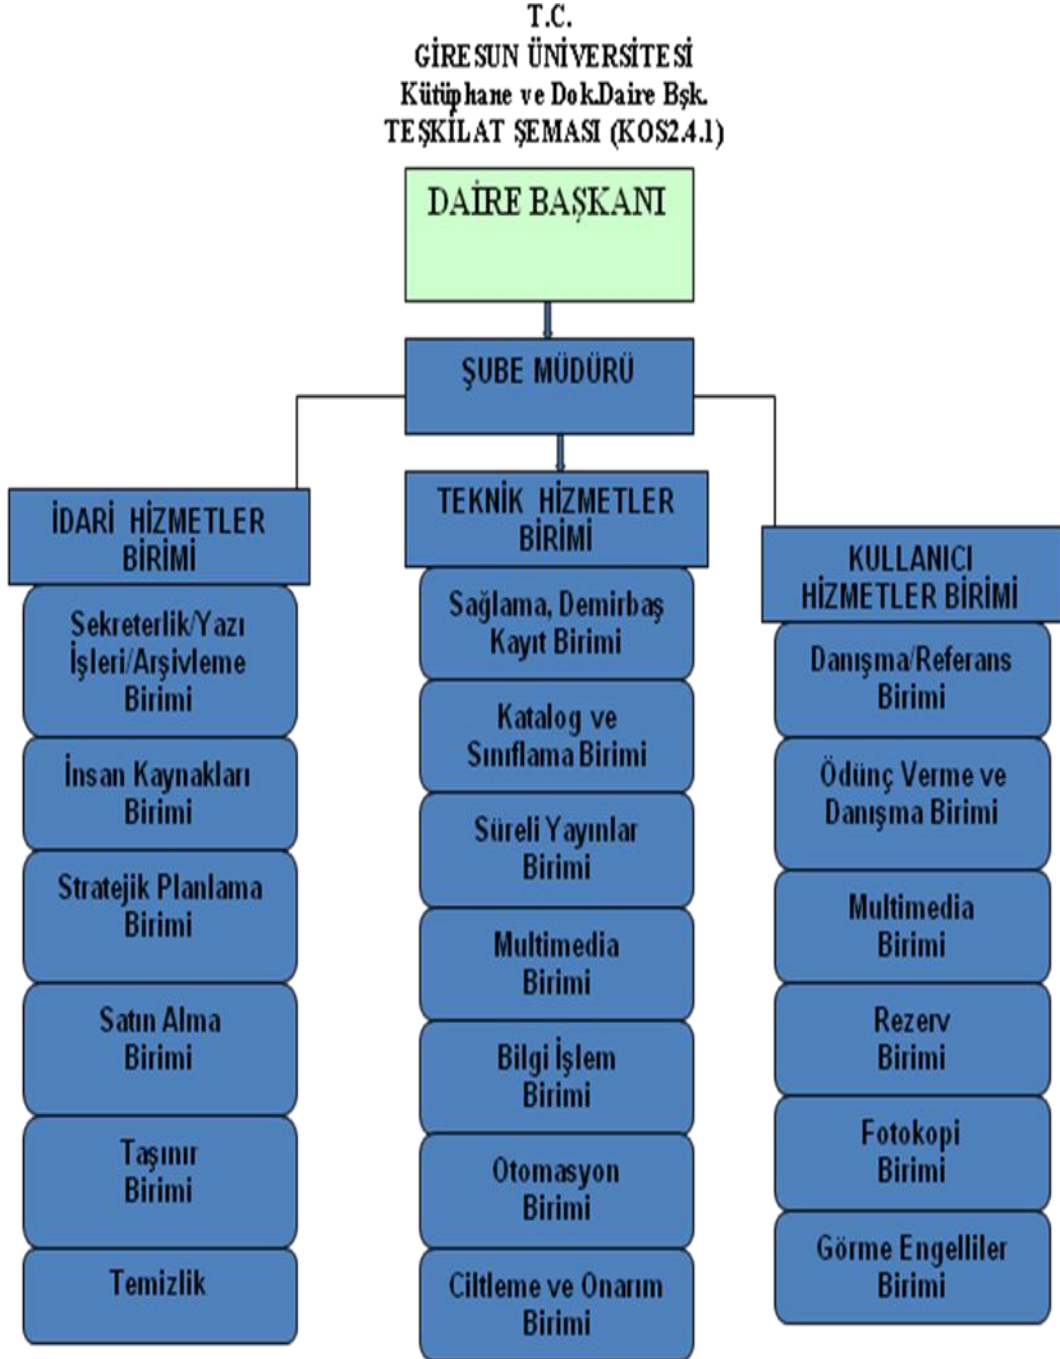 T.C.
GİRESUN ÜNİVERSİTESİ
Kütüphane ve Dok.Daire Bşk.
TEŞKİLAT ŞEMASI (KOS2.4.1)
DAİRE BAŞKANI
ŞUBE MÜDÜRÜ
İDARİ HİZMETLER
BİRİMİ
Sekreterlik/Yazı
İşleri/Arşivleme
Birimi
İnsan Kaynakları
Birimi
Stratejik Planlama
Birimi
Satın Alma
Birimi
Taşınır
Birimi
Temizlik
TEKNİK HİZMETLER
BİRİMİ
Sağlama, Demirbaş
Kayıt Birimi
Katalog ve
Sınıflama Birimi
Süreli Yayınlar
Birimi
Multimedia
Birimi
Bilgi İşlem
Birimi
Otomasyon
Birimi
Ciltleme ve Onarım
Birimi
KULLANICI
HİZMETLER BİRİMİ
Danışma/Referans
Birimi
Ödünç Verme ve
Danışma Birimi
Multimedia
Birimi
Rezerv
Birimi
Fotokopi
Birimi
Görme Engelliler
Birimi